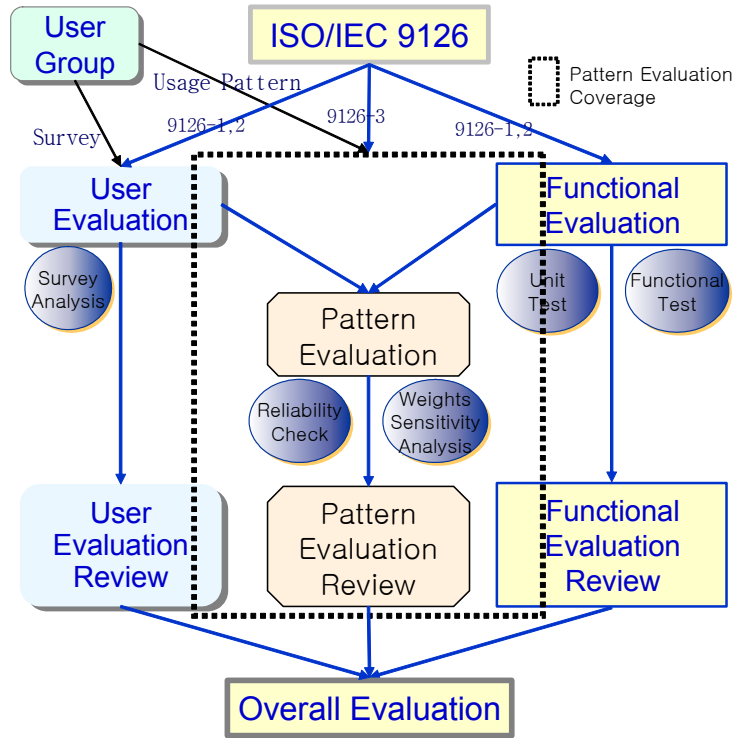 User
Group
ISO/IEC 9126
Pattern Evaluation
Coverage
Usage Pattern
Survey
9126-1,2
9126-3
9126-1,2
User
Evaluation
Functional
Evaluation
Survey
Analysis
Unit
Test
Functional
Test
Pattern
Evaluation
Reliability
Check
Weights
Sensitivity
Analysis
User
Evaluation
Review
Pattern
Evaluation
Review
Functional
Evaluation
Review
Overall Evaluation